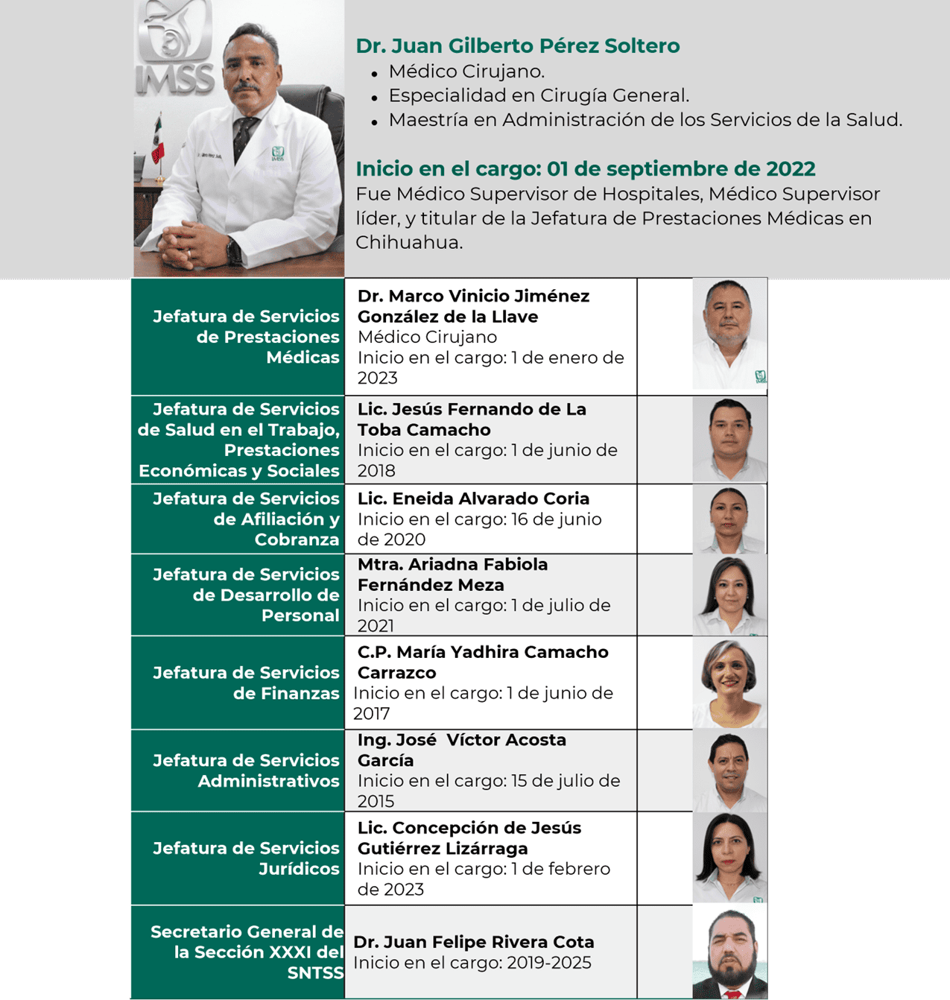 IMSS
Dr. Juan Gilberto Pérez Soltero
• Médico Cirujano.
• Especialidad en Cirugía General.
• Maestría en Administración de los Servicios de la Salud.
IMSS
Inicio en el cargo: 01 de septiembre de 2022
Fue Médico Supervisor de Hospitales, Médico Supervisor
líder, y titular de la Jefatura de Prestaciones Médicas en
Chihuahua.
Jefatura de Servicios
de Prestaciones
Médicas
Dr. Marco Vinicio Jiménez
González de la Llave
Médico Cirujano
Inicio en el cargo: 1 de enero de
2023
IMSS
Jefatura de Servicios
de Salud en el Trabajo,
Prestaciones
Económicas y Sociales
Lic. Jesús Fernando de La
Toba Camacho
Inicio en el cargo: 1 de junio de
2018
Jefatura de Servicios
de Afiliación y
Cobranza
Lic. Eneida Alvarado Coria
Inicio en el cargo: 16 de junio
de 2020
Jefatura de Servicios
de Desarrollo de
Personal
Mtra. Ariadna Fabiola
Fernández Meza
Inicio en el cargo: 1 de julio de
2021
Jefatura de Servicios
de Finanzas
C.P. María Yadhira Camacho
Carrazco
Inicio en el cargo: 1 de junio de
2017
Jefatura de Servicios
Administrativos
Ing. José  Víctor Acosta
García
Inicio en el cargo: 15 de julio de
2015
Jefatura de Servicios
Jurídicos
Lic. Concepción de Jesús
Gutiérrez Lizárraga
Inicio en el cargo: 1 de febrero
de 2023
Secretario General de
la Sección XXXI del
SNTSS
Dr. Juan Felipe Rivera Cota
Inicio en el cargo: 2019-2025